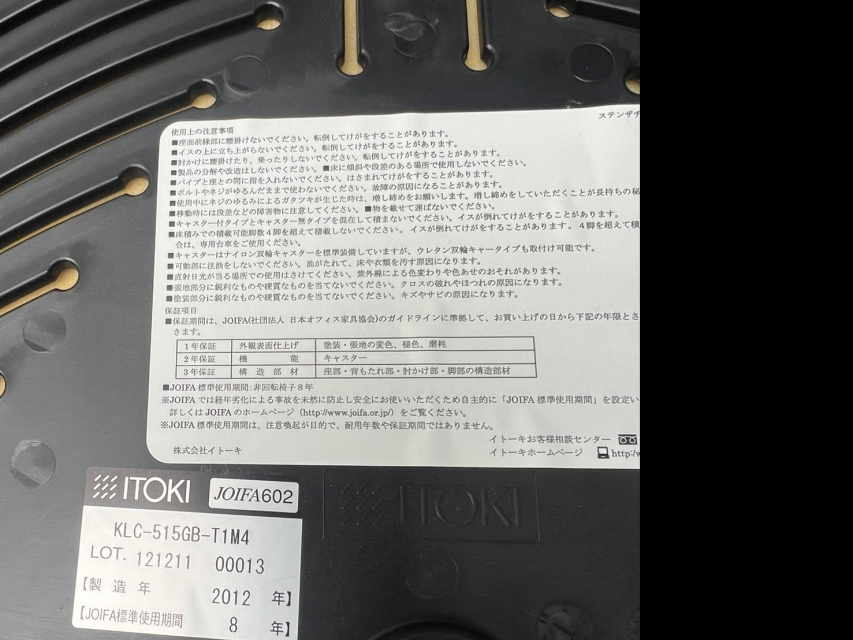 ステンザチ
使用上の注意事項
■座面前縁部に腰掛けないでください。転倒してけがをすることがあります。
■イスの上に立ち上がらないでください。転倒してけがをすることがあります。
■肘かけに腰掛けたり、乗ったりしないでください。転倒してけがをすることがあります。
■製品の分解や改造はしないでください。■床に傾斜や段差のある場所で使用しないでください。
■パイプと座との間に指を入れないでください。はさまれてけがをすることがあります。
■ボルトやネジがゆるんだままで使わないでください。故障の原因になることがあります。
■使用中にネジのゆるみによるガタツキが生じた時は、増し締めをお願いします。増し締めをしていただくことが長持ちの秘
■移動時には段差などの障害物に注意してください。■物を載せて運ばないでください。
■キャスター付タイプとキャスター無タイプを混在して積まないでください。イスが倒れてけがをすることがあります。
■床積みでの積載可能脚数4脚を超えて積載しないでください。イスが倒れてけがをすることがあります。4脚を超えて積
合は、専用台車をご使用ください。
■キャスターはナイロン双輪キャスターを標準装備していますが、ウレタン双輪キャータイプも取付け可能です。
■可動部に注油をしないでください。油がたれて、床や衣類を汚す原因になります。
■直射日光が当る場所での使用はさけてください。紫外線による色変わりや色あせのおそれがあります。
■張地部分に鋭利なものや硬質なものを当てないでください。クロスの破れやほつれの原因になります。
■塗装部分に鋭利なものや硬質なものを当てないでください。キズやサビの原因になります。
保証項目
■保証期間は、JOIFA(社団法人 日本オフィス家具協会)のガイドラインに準拠して、お買い上げの日から下記の年限とさ
きます。
1年保証 外観表面仕上げ 塗装・張地の変色、褪色、磨耗
2年保証 機能 キャスター
3年保証 構造部材 座部・背もたれ部・肘かけ部・脚部の構造部材
■JOIFA標準使用期間:非回転椅子8年
※JOIFAでは経年劣化による事故を未然に防止し安全にお使いいただくため自主的に「JOIFA標準使用期間」を設定い
詳しくはJOIFAのホームページ(http://www.joifa.or.jp/)をご覧ください。
※JOIFA標準使用期間は、注意喚起が目的で、耐用年数や保証期間ではありません。
イトーキお客様相談センター
株式会社イトーキ
イトーキホームページ http:/w
ITOKI JOIFA602
ITOKI
KLC-515GB-T1M4
LOT. 121211 00013
【製造年 2012 年】
【JOIFA標準使用期間 8 年】